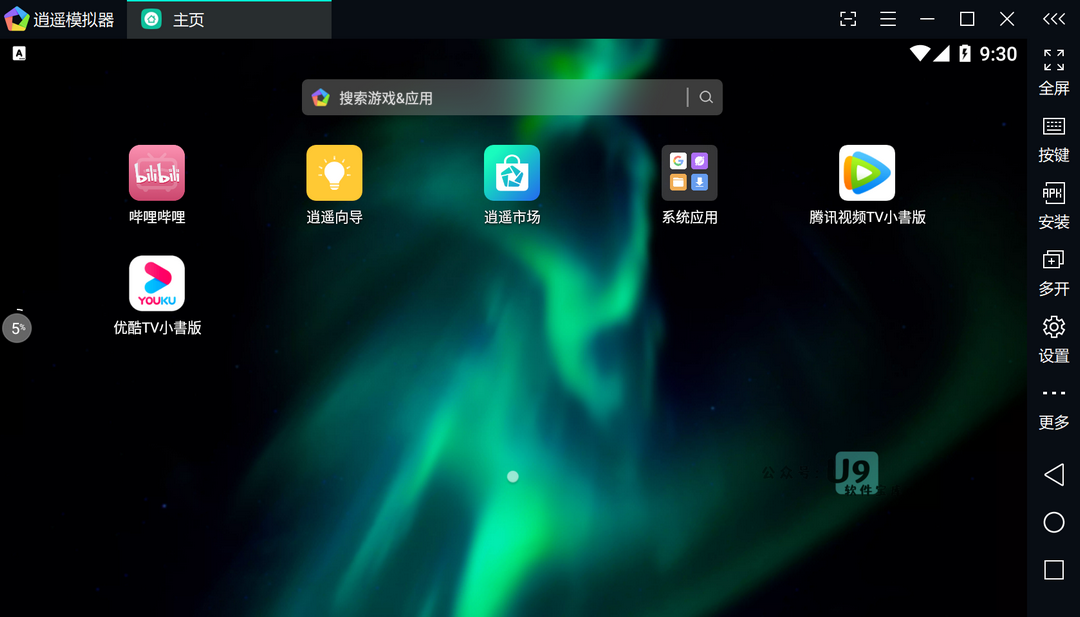 逍遥模拟器
主页
A
9:30
搜索游戏&应用
bilibili
哔哩哔哩
逍遥向导
逍遥市场
G
系统应用
腾讯视频TV小書版
YOUKU
优酷TV小書版
5%
全屏
按键
APK
安装
多开
设置
更多
公众号
U9
软件